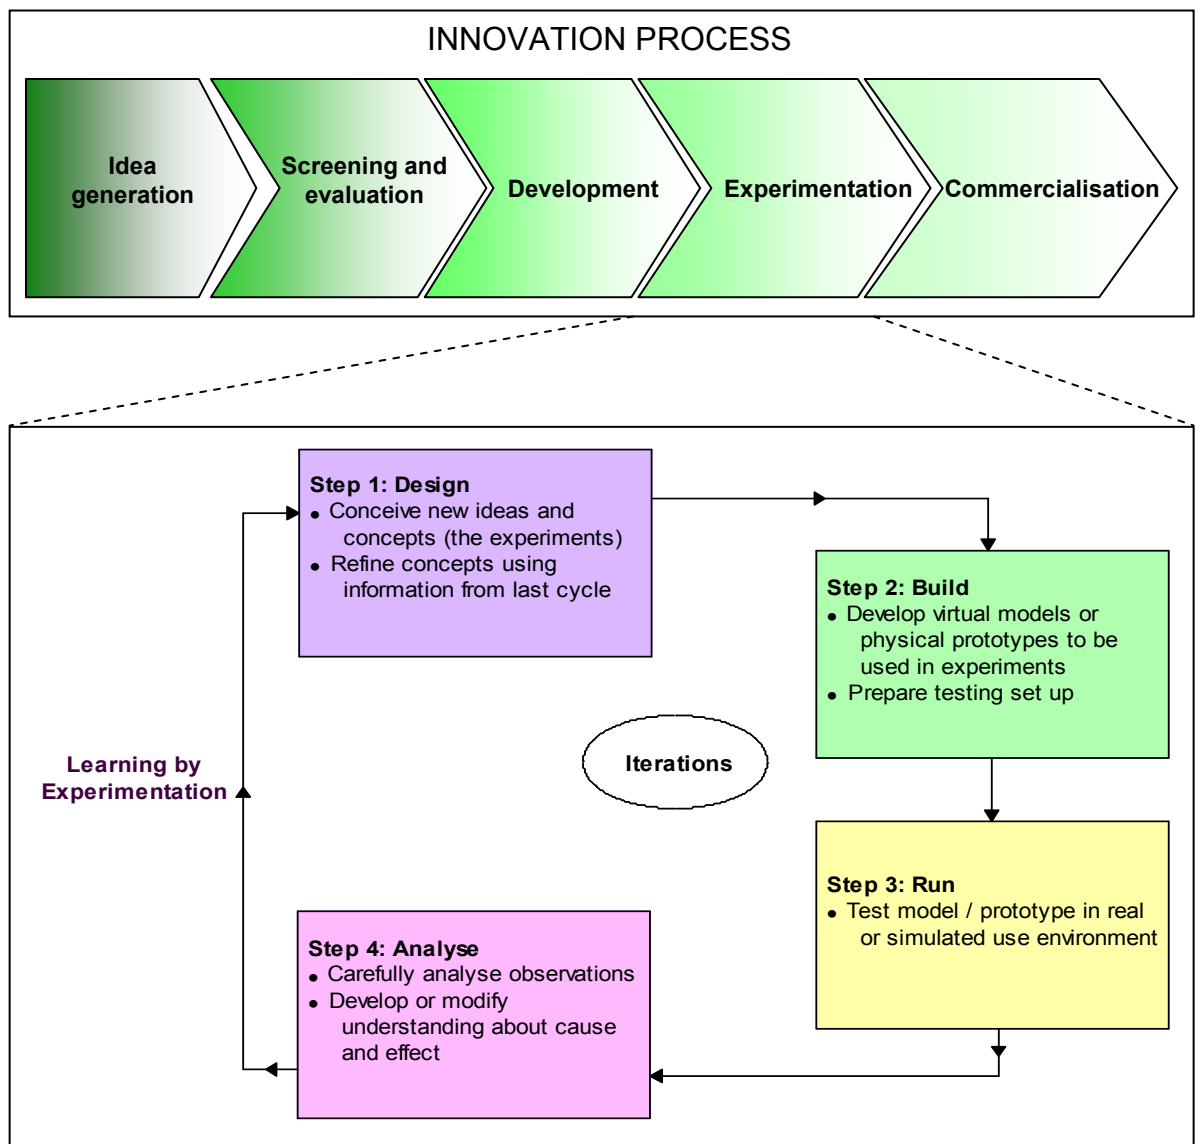 INNOVATION PROCESS
Idea
generation
Screening and
evaluation
Development
Experimentation
Commercialisation
Step 1: Design
• Conceive new ideas and
concepts (the experiments)
• Refine concepts using
information from last cycle
Step 2: Build
• Develop virtual models or
physical prototypes to be
used in experiments
• Prepare testing set up
Iterations
Learning by
Experimentation
Step 3: Run
• Test model / prototype in real
or simulated use environment
Step 4: Analyse
• Carefully analyse observations
• Develop or modify
understanding about cause
and effect